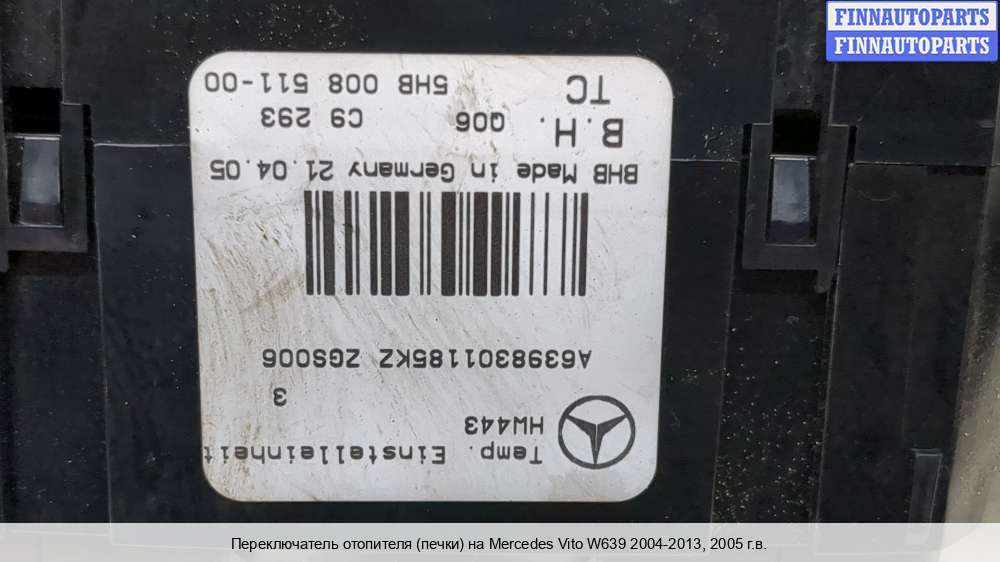 FINNAUTOPARTS
FINNAUTOPARTS
Temp. Einstelleinheit
HW443
3
A6398301185KZ ZGS006
BHB Made in Germany 21.04.05
B.H. Q06 C9 293
TC 5HB 008 511-00
Переключатель отопителя (печки) на Mercedes Vito W639 2004-2013, 2005 г.в.